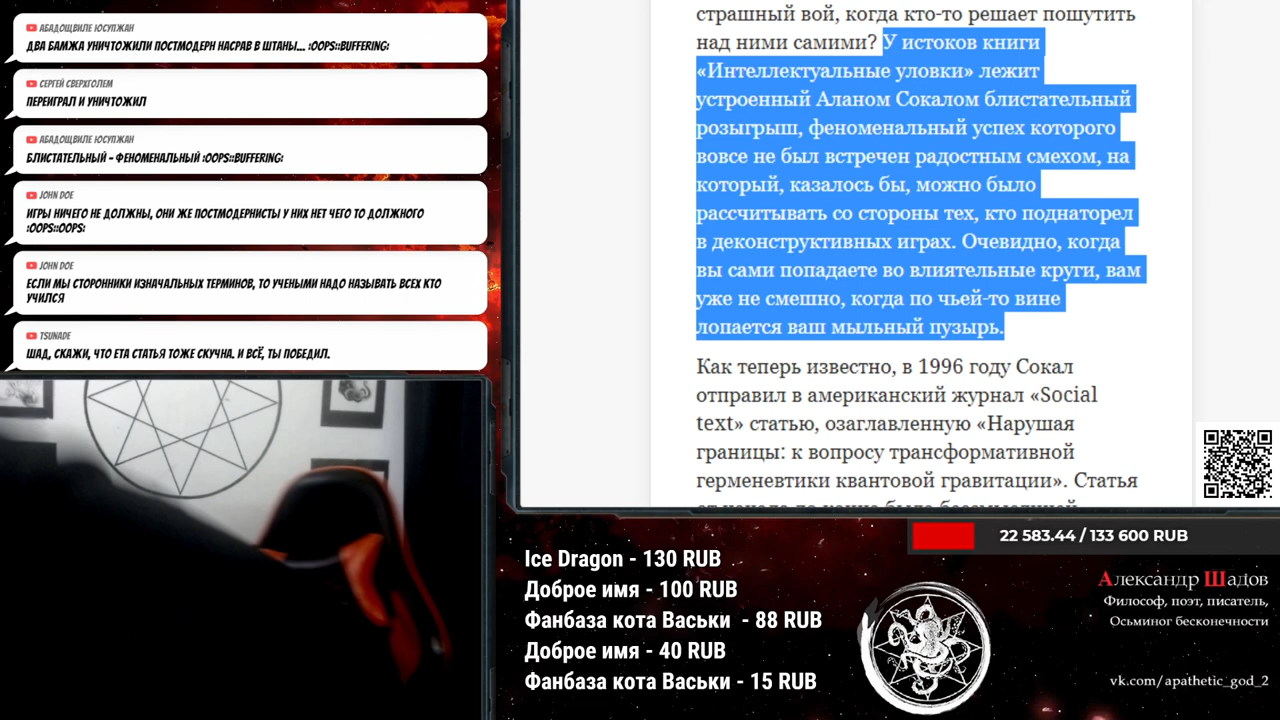 АБАДОЩВИЛЕ ЮСУПЖАН
ДВА БАМЖА УНИЧТОЖИЛИ ПОСТМОДЕРН НАСРАВ В ШТАНЫ... :OOPS::BUFFERING:
СЕРГЕЙ СВЕРХГОЛЕМ
ПЕРЕИГРАЛ И УНИЧТОЖИЛ
АБАДОЩВИЛЕ ЮСУПЖАН
БЛИСТАТЕЛЬНЫЙ - ФЕНОМЕНАЛЬНЫЙ :OOPS::BUFFERING:
JOHN DOE
ИГРЫ НИЧЕГО НЕ ДОЛЖНЫ, ОНИ ЖЕ ПОСТМОДЕРНИСТЫ У НИХ НЕТ ЧЕГО ТО ДОЛЖНОГО
:OOPS::OOPS:
JOHN DOE
ЕСЛИ МЫ СТОРОННИКИ ИЗНАЧАЛЬНЫХ ТЕРМИНОВ, ТО УЧЕНЫМИ НАДО НАЗЫВАТЬ ВСЕХ КТО
УЧИЛСЯ
TSUNADE
ШАД, СКАЖИ, ЧТО ЕТА СТАТЬЯ ТОЖЕ СКУЧНА. И ВСЁ, ТЫ ПОБЕДИЛ.
страшный вой, когда кто-то решает пошутить
над ними самими? У истоков книги
«Интеллектуальные уловки» лежит
устроенный Аланом Сокалом блистательный
розыгрыш, феноменальный успех которого
вовсе не был встречен радостным смехом, на
который, казалось бы, можно было
рассчитывать со стороны тех, кто поднаторел
в деконструктивных играх. Очевидно, когда
вы сами попадаете во влиятельные круги, вам
уже не смешно, когда по чьей-то вине
лопается ваш мыльный пузырь.
Как теперь известно, в 1996 году Сокал
отправил в американский журнал «Social
text» статью, озаглавленную «Нарушая
границы: к вопросу трансформативной
герменевтики квантовой гравитации». Статья
22 583.44 / 133 600 RUB
Ice Dragon - 130 RUB
Доброе имя - 100 RUB
Фанбаза кота Васьки - 88 RUB
Доброе имя - 40 RUB
Фанбаза кота Васьки - 15 RUB
Александр Шадов
Философ, поэт, писатель,
Осьминог бесконечности
vk.com/apathetic_god_2